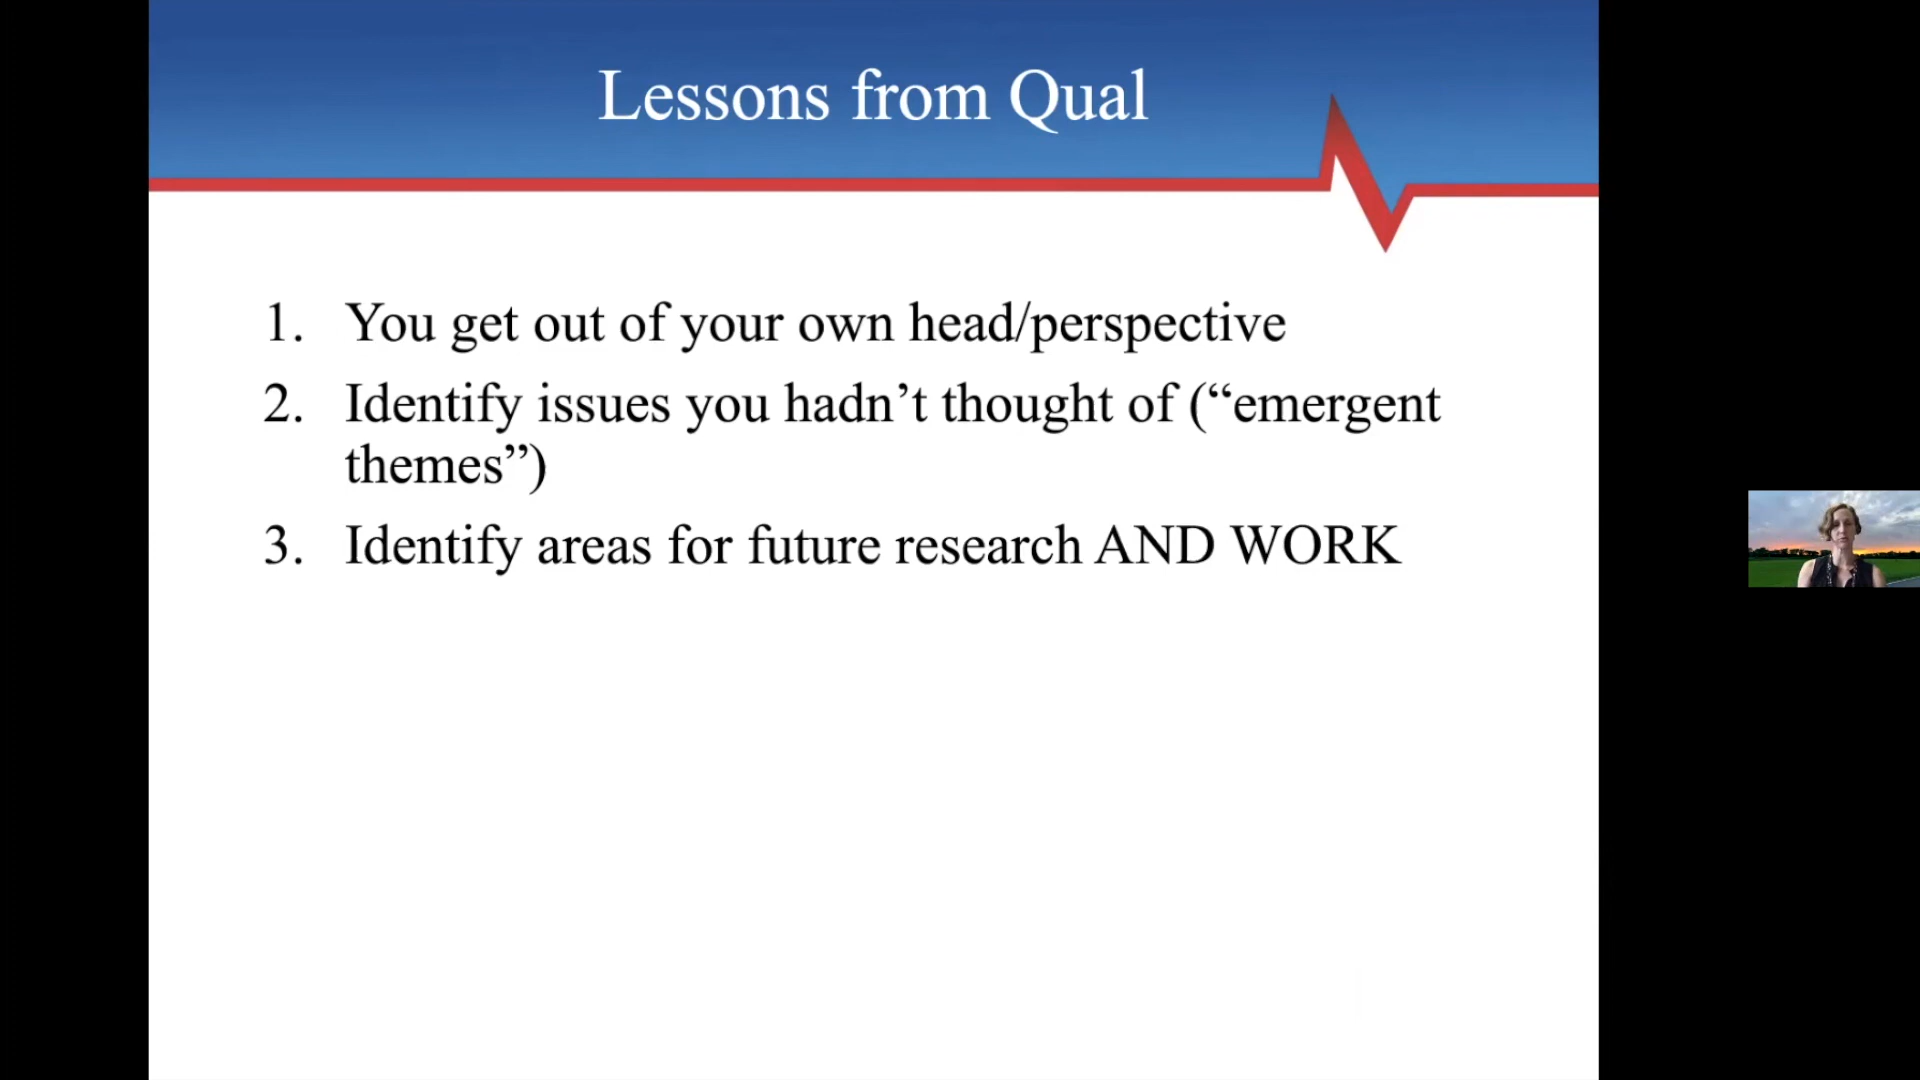 Lessons from Qual
1. You get out of your own head/perspective
2. Identify issues you hadn’t thought of (“emergent
themes”)
3. Identify areas for future research AND WORK